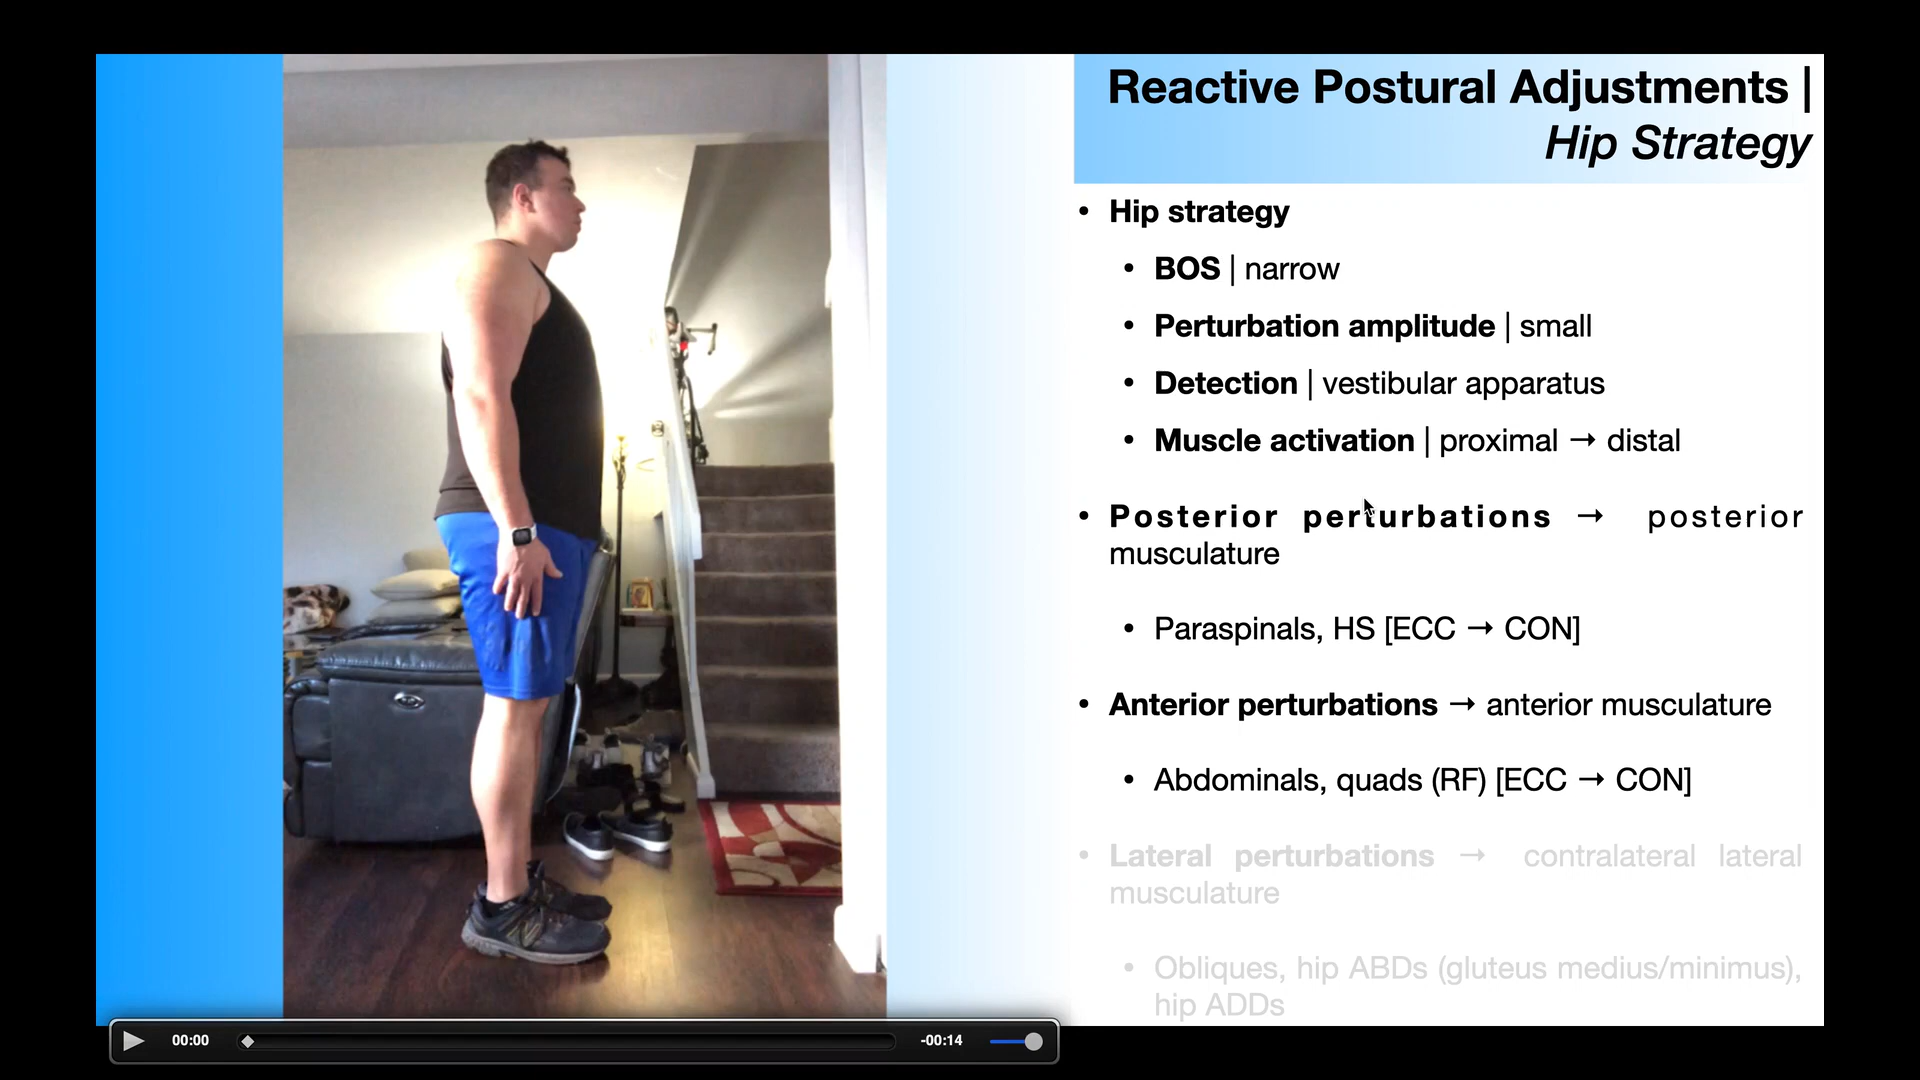 Reactive Postural Adjustments |
Hip Strategy
• Hip strategy
• BOS | narrow
• Perturbation amplitude | small
• Detection | vestibular apparatus
• Muscle activation | proximal → distal
• Posterior perturbations → posterior
musculature
• Paraspinals, HS [ECC → CON]
• Anterior perturbations → anterior musculature
• Abdominals, quads (RF) [ECC → CON]
• Lateral perturbations → contralateral lateral
musculature
• Obliques, hip ABDs (gluteus medius/minimus),
hip ADDs
00:00 -00:14